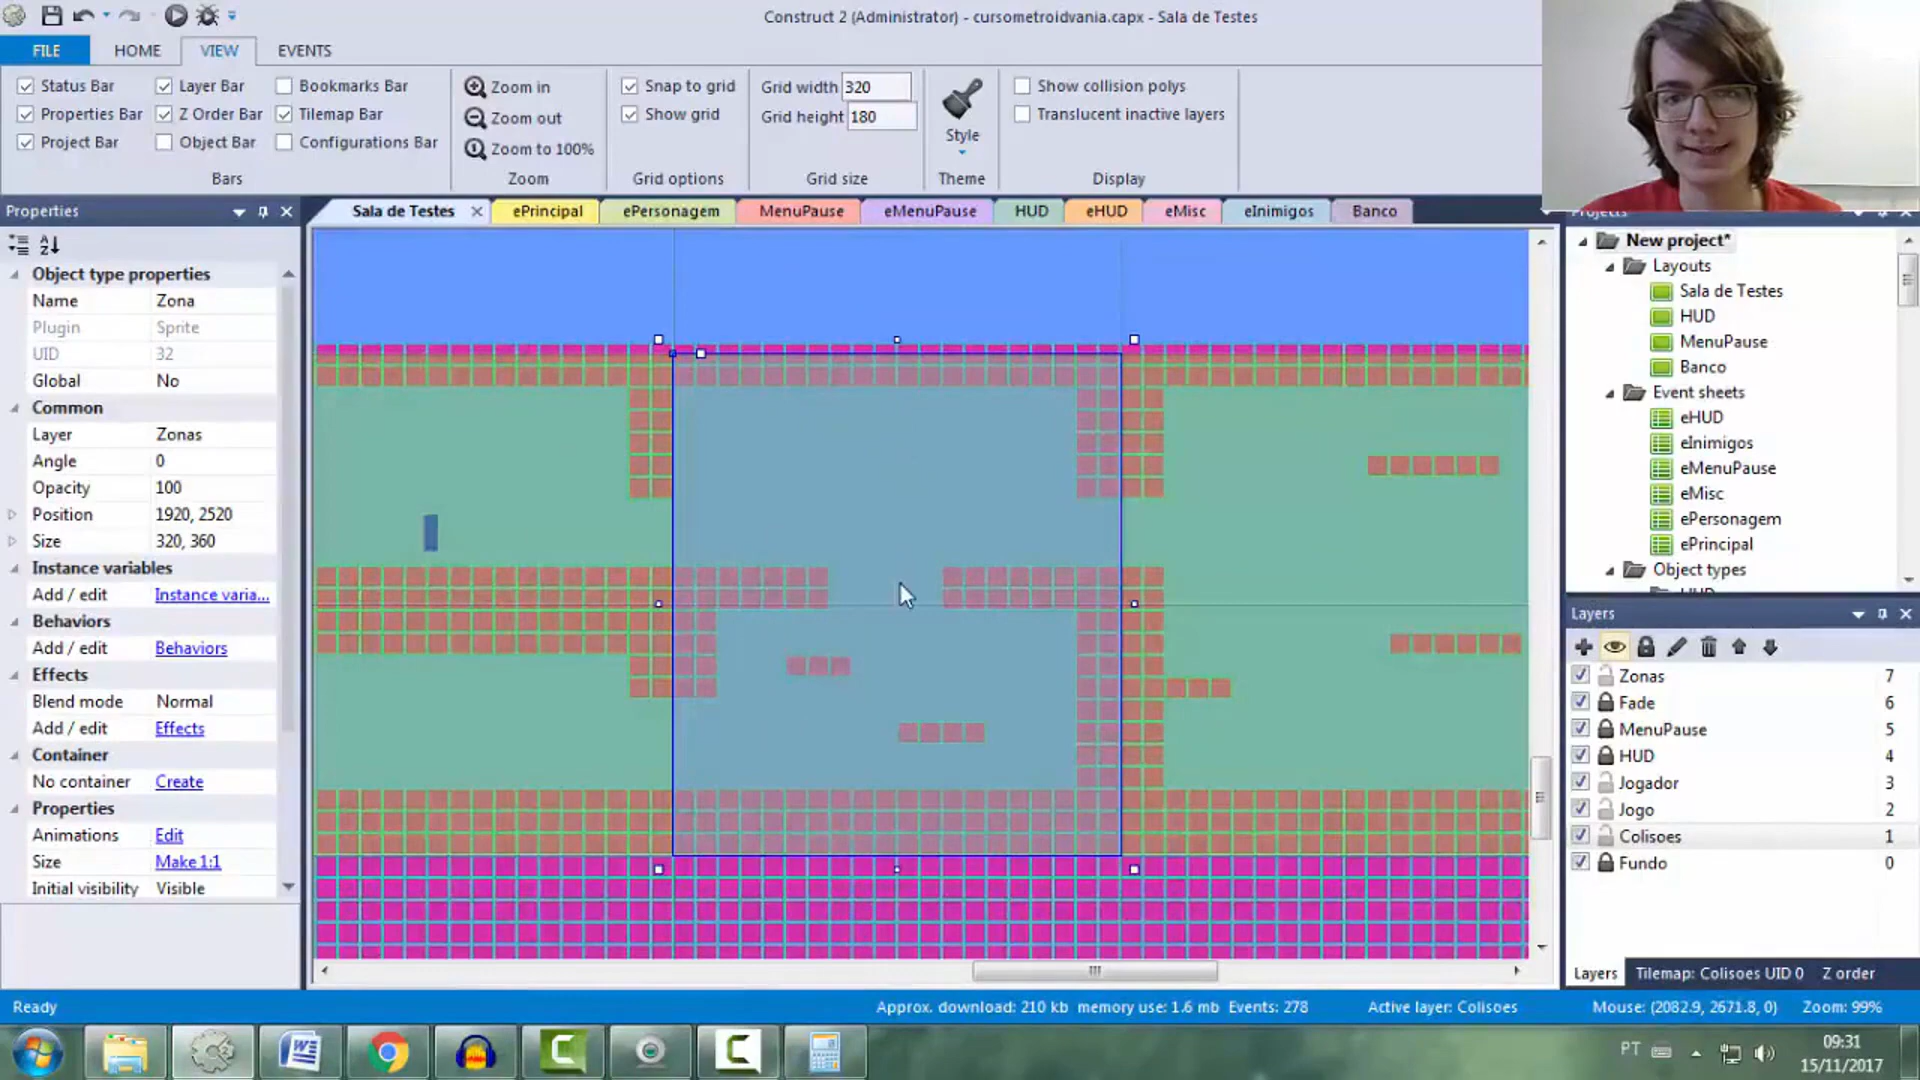 Construct 2 (Administrator) - cursometroidvania.capx - Sala de Testes
FILE HOME VIEW EVENTS
Status Bar Layer Bar Bookmarks Bar
Properties Bar Z Order Bar Tilemap Bar
Project Bar Object Bar Configurations Bar
Bars
Zoom in
Zoom out
Zoom to 100%
Zoom
Snap to grid
Show grid
Grid options
Grid width 320
Grid height 180
Grid size
Style
Theme
Show collision polys
Translucent inactive layers
Display
Properties
Sala de Testes ePrincipal ePersonagem MenuPause eMenuPause HUD eHUD eMisc eInimigos Banco
Object type properties
Name Zona
Plugin Sprite
UID 32
Global No
Common
Layer Zonas
Angle 0
Opacity 100
Position 1920, 2520
Size 320, 360
Instance variables
Add / edit Instance varia...
Behaviors
Add / edit Behaviors
Effects
Blend mode Normal
Add / edit Effects
Container
No container Create
Properties
Animations Edit
Size Make 1:1
Initial visibility Visible
Projects
New project*
Layouts
Sala de Testes
HUD
MenuPause
Banco
Event sheets
eHUD
eInimigos
eMenuPause
eMisc
ePersonagem
ePrincipal
Object types
HUD
Layers
Zonas 7
Fade 6
MenuPause 5
HUD 4
Jogador 3
Jogo 2
Colisoes 1
Fundo 0
Layers Tilemap: Colisoes UID 0 Z order
Ready Approx. download: 210 kb memory use: 1.6 mb Events: 278 Active layer: Colisoes Mouse: (2082.9, 2671.8, 0) Zoom: 99%
PT
09:31
15/11/2017